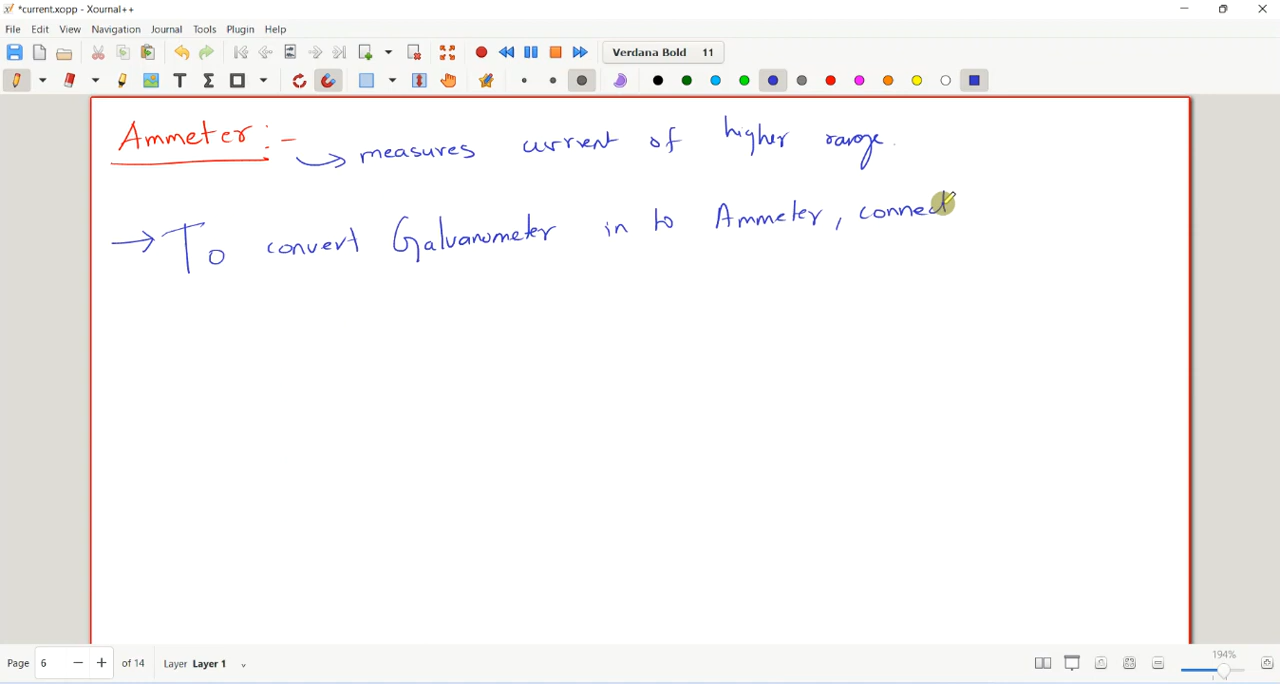 *current.xopp - Xournal++
File Edit View Navigation Journal Tools Plugin Help
Verdana Bold 11
Ammeter :- measures current of higher range.
→ To convert Galvanometer in to Ammeter, connect
Page 6 of 14 Layer Layer 1 194%